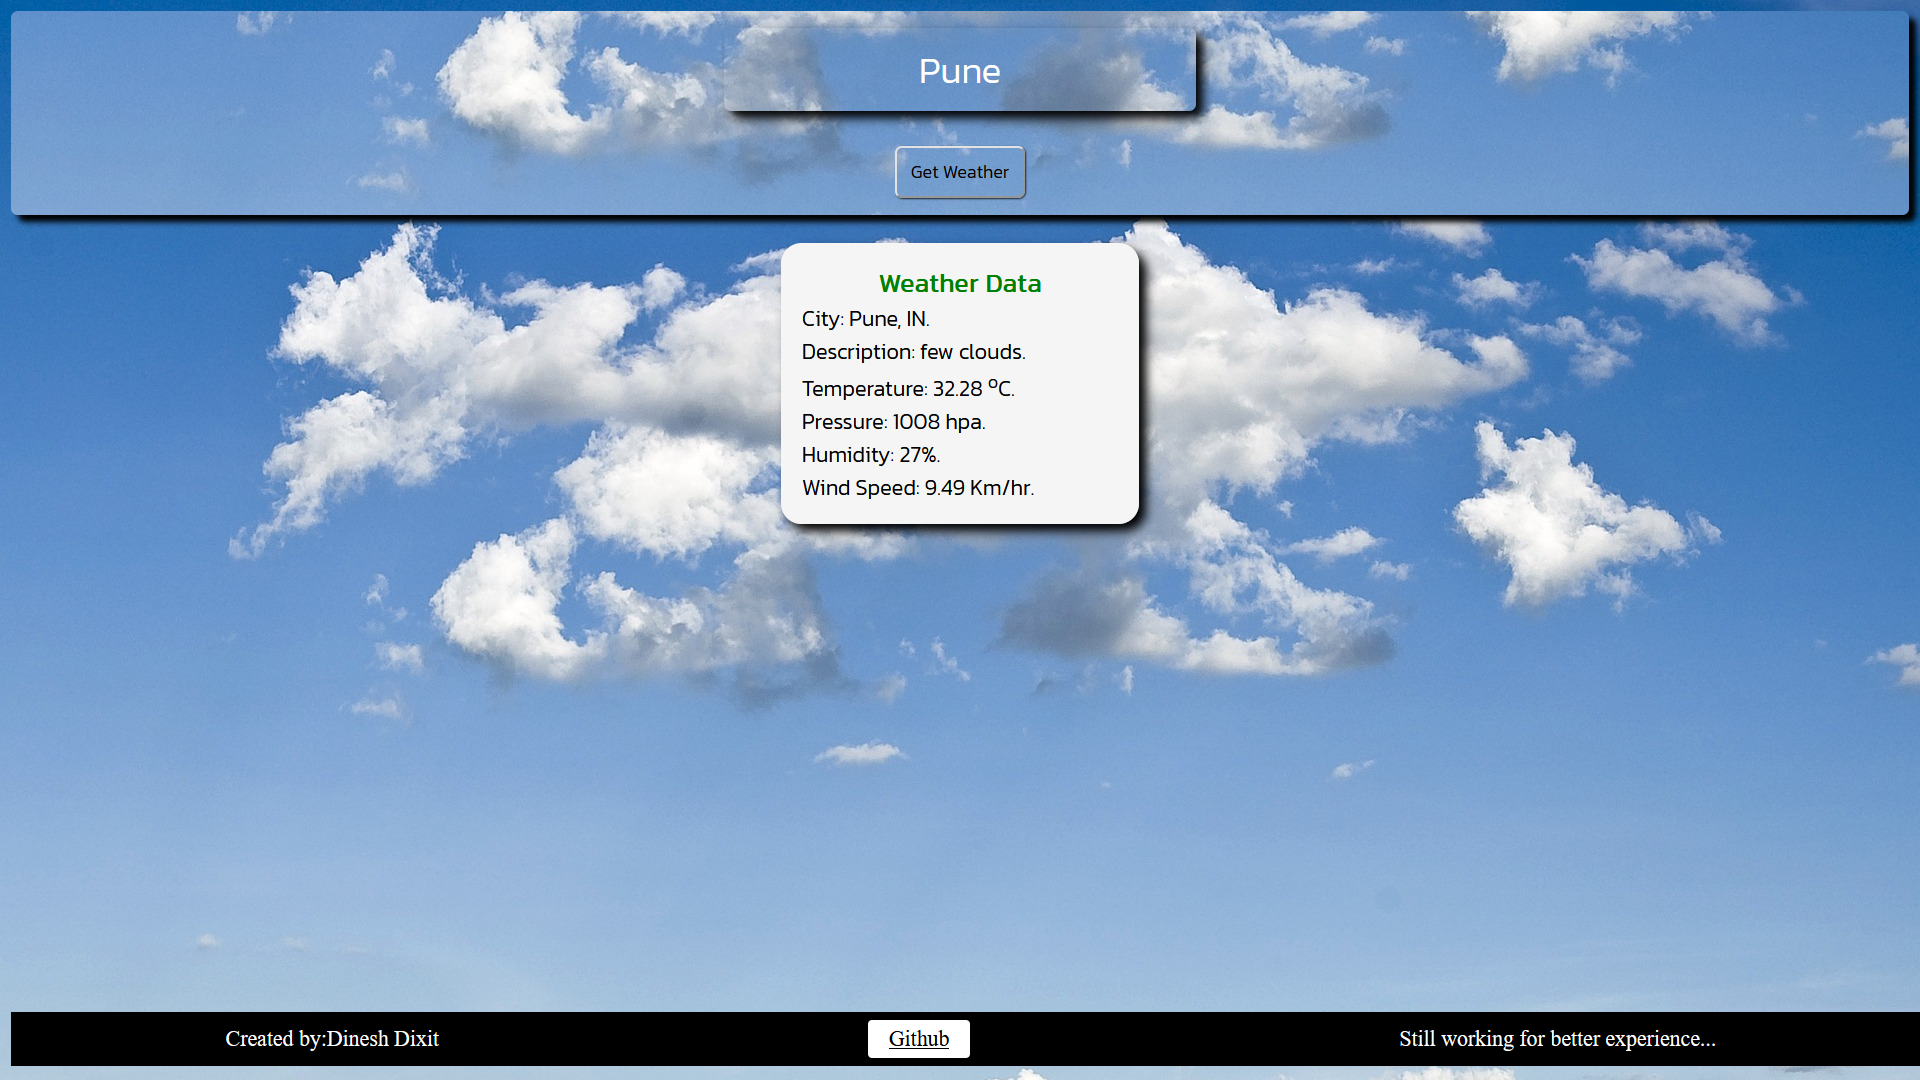 Pune
Get Weather
Weather Data
City: Pune, IN.
Description: few clouds.
Temperature: 32.28 ºC.
Pressure: 1008 hpa.
Humidity: 27%.
Wind Speed: 9.49 Km/hr.
Created by:Dinesh Dixit
Github
Still working for better experience...